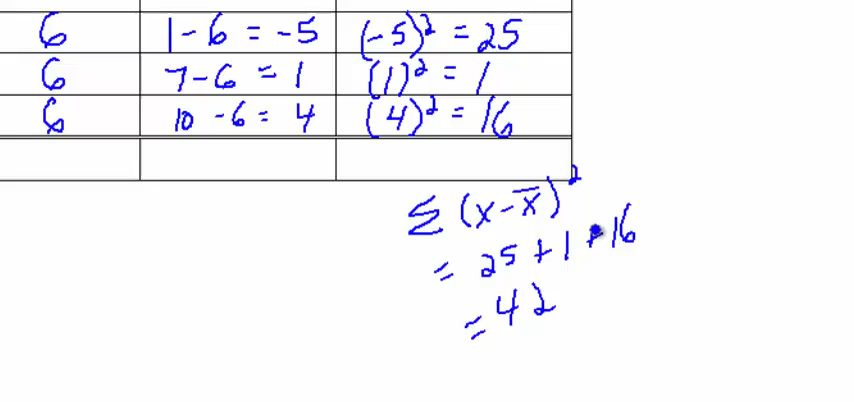 6 1 - 6 = -5 (-5)² = 25
6 7 - 6 = 1 (1)² = 1
6 10 - 6 = 4 (4)² = 16
Σ (x - x̅)²
= 25 + 1 + 16
= 42